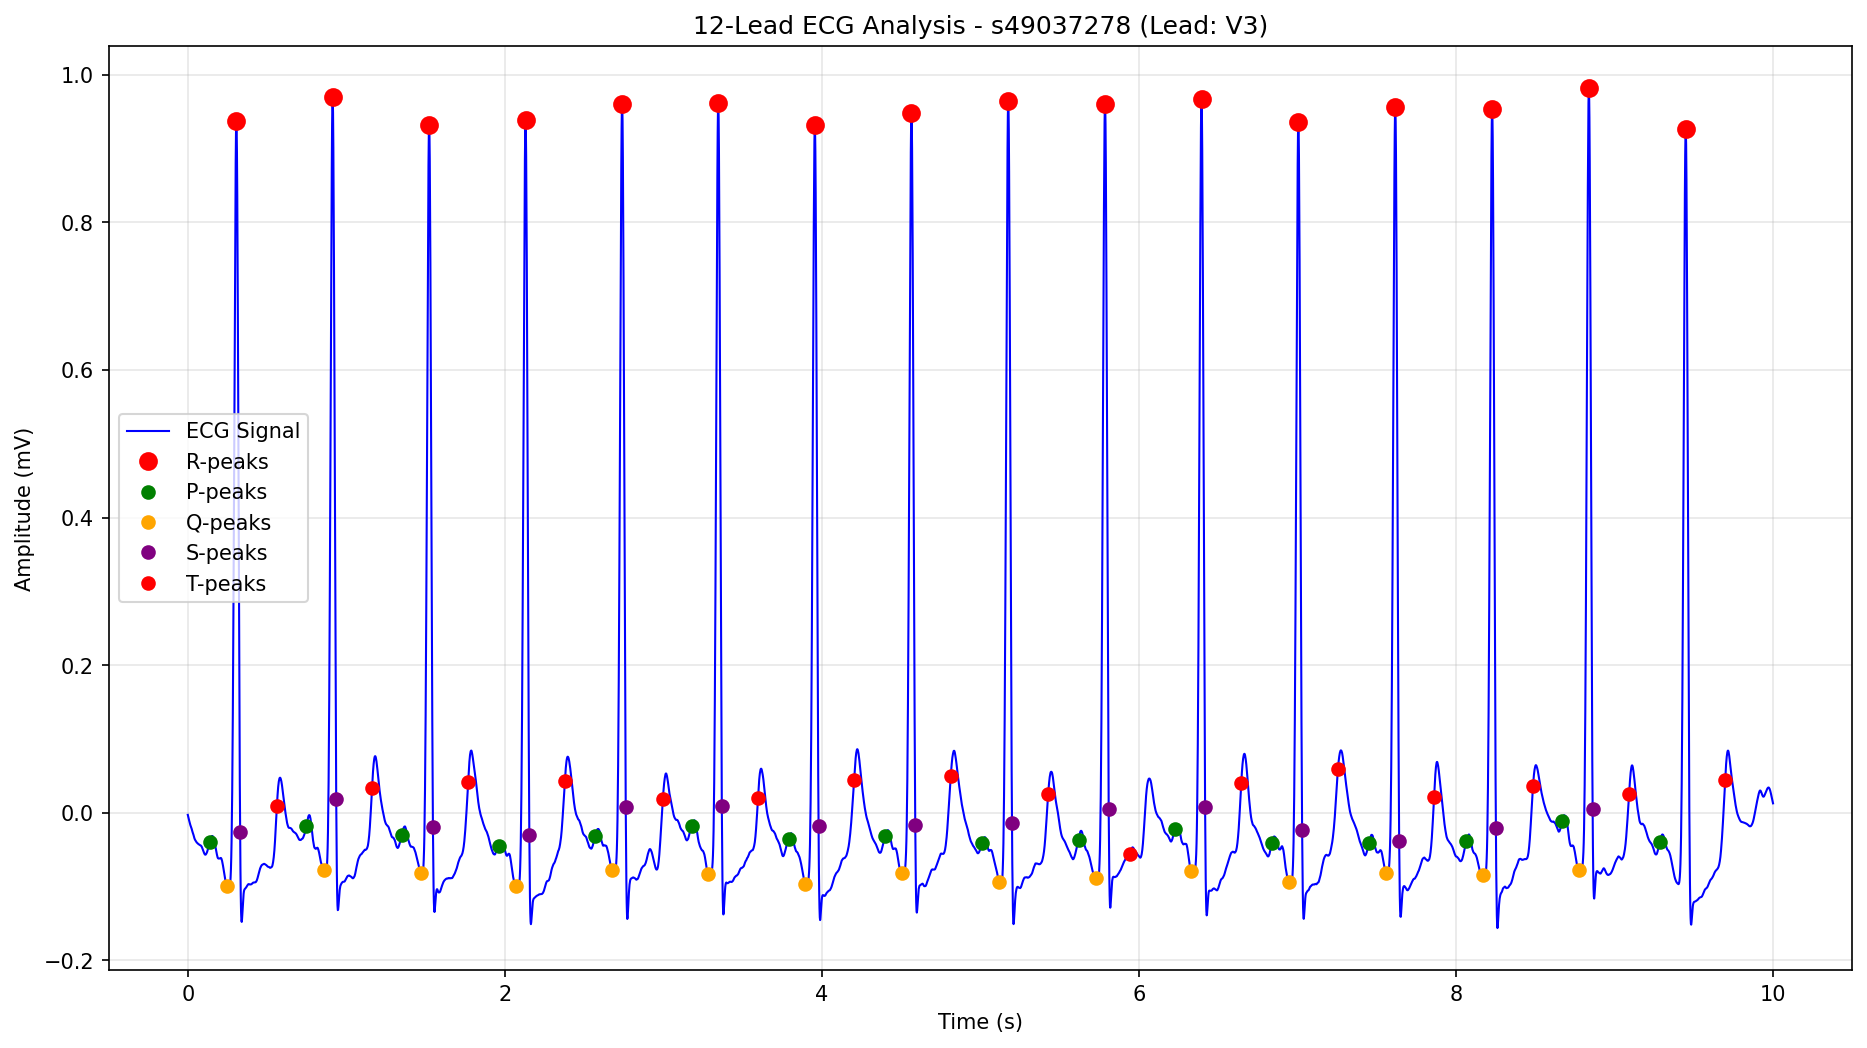 12-Lead ECG Analysis - s49037278 (Lead: V3)
1.0
0.8
0.6
0.4
0.2
0.0
−0.2
Amplitude (mV)
ECG Signal
R-peaks
P-peaks
Q-peaks
S-peaks
T-peaks
0 2 4 6 8 10
Time (s)